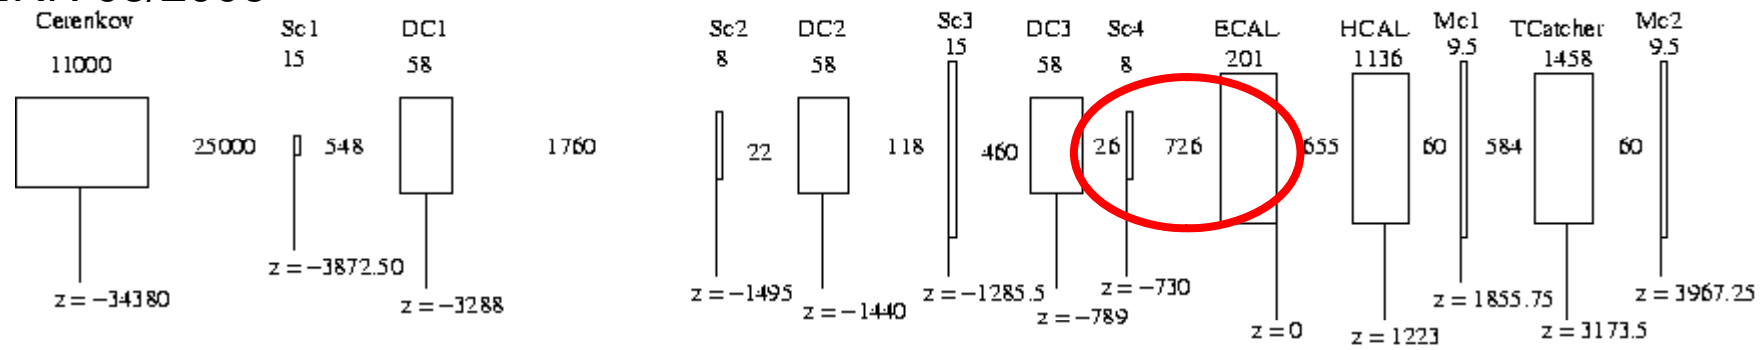 Cerenkov Sc1 DC1 Sc2 DC2 Sc3 DC3 Sc4 ECAL HCAL Mc1 TCatcher Mc2
11000 15 58 8 58 15 58 8 201 1136 9.5 1458 9.5
25000 548 1760 22 118 460 26 726 655 60 584 60
z = −34380
z = −3872.50
z = −3288
z = −1495
z = −1440
z = −1285.5
z = −789
z = −730
z = 0
z = 1223
z = 1855.75
z = 3173.5
z = 3967.25